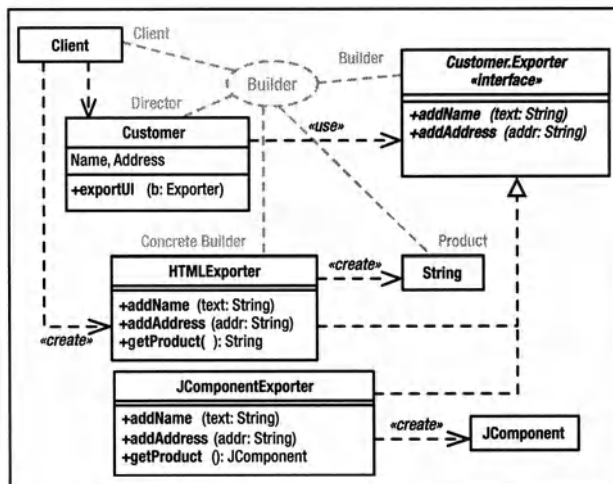 Client
Client
Builder
Builder
Customer.Exporter
«interface»
+addName (text: String)
+addAddress (addr: String)
Director
Customer
Name, Address
+exportUI (b: Exporter)
«use»
Concrete Builder
Product
HTMLExporter
+addName (text: String)
+addAddress (addr: String)
+getProduct( ): String
«create»
String
«create»
JComponentExporter
+addName (text: String)
+addAddress (addr: String)
+getProduct (): JComponent
«create»
JComponent